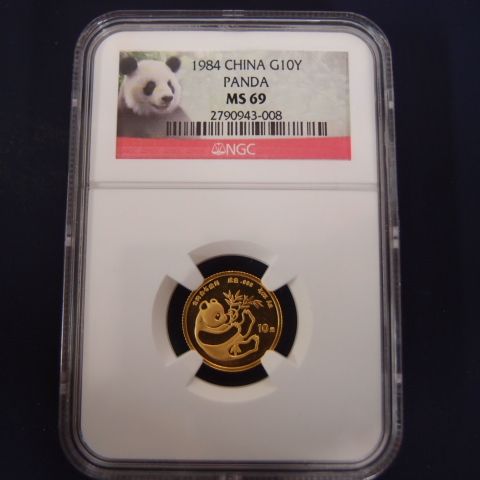 1984 CHINA G10Y
PANDA
MS 69
2790943-008
NGC
10元